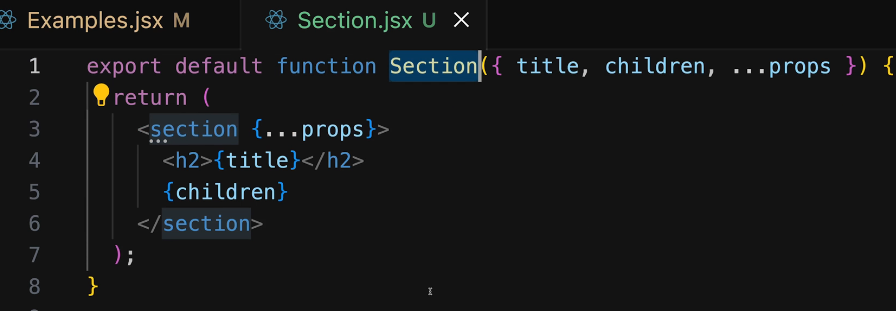 Examples.jsx M Section.jsx U
1 export default function Section({ title, children, ...props }) {
2 return (
3 <section {...props}>
4 <h2>{title}</h2>
5 {children}
6 </section>
7 );
8 }